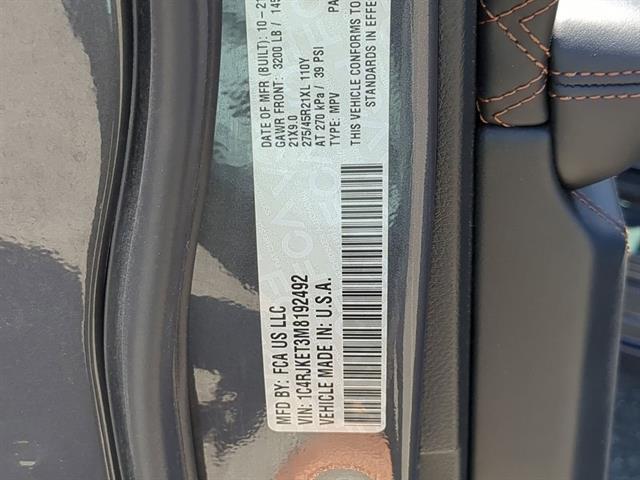 MFD BY: FCA US LLC
DATE OF MFR (BUILT): 10-2
GAWR FRONT: 3200 LB
21X9.0
275/45R21XL 110Y
AT 270 kPa / 39 PSI
TYPE: MPV
THIS VEHICLE CONFORMS TO
STANDARDS IN EFFE
VIN: 1C4RJKET3M8192492
VEHICLE MADE IN: U.S.A.